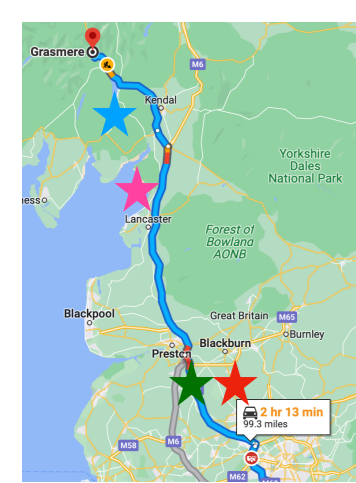 Grasmere
M6
Kendal
Yorkshire
Dales
National Park
ness
Lancaster
Forest of
Bowland
AONB
Blackpool
Great Britain
M65
Preston
Blackburn
Burnley
2 hr 13 min
99.3 miles
M58
M6
M62